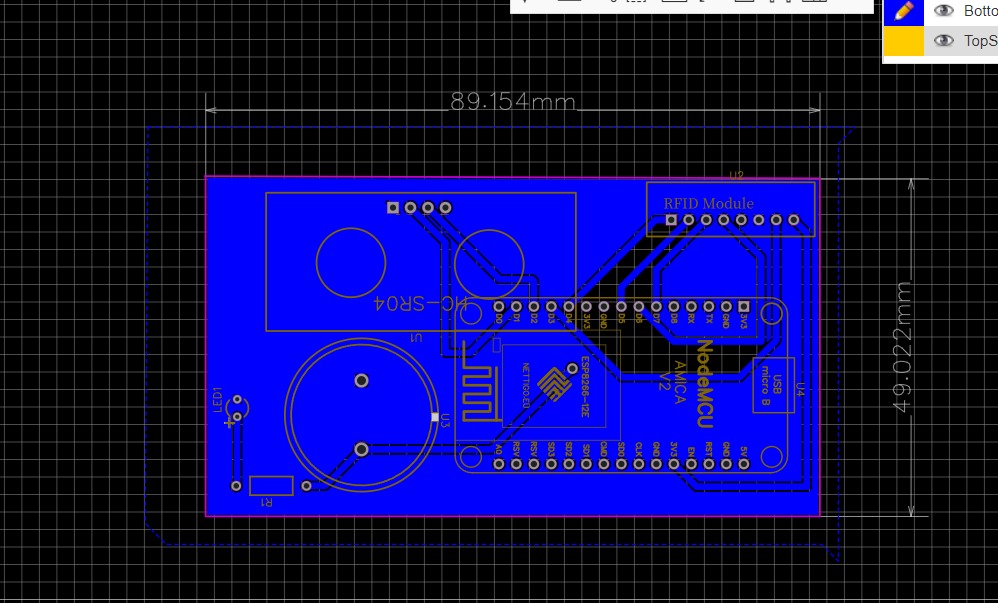 Botto
TopS
89.154mm
U2
RFID Module
HC-SR04
D0
D1
D2
D3
D4
3V3
GND
D5
D6
D7
D8
RX
TX
GND
3V3
U1
NodeMCU
AMICA
V2
ESP8266-12E
NETTIGO.EU
USB
micro B
U4
49.022mm
LED1
+
U3
A0
RSV
RSV
SD3
SD2
SD1
CMD
SD0
CLK
GND
3V3
EN
RST
GND
5V
R1